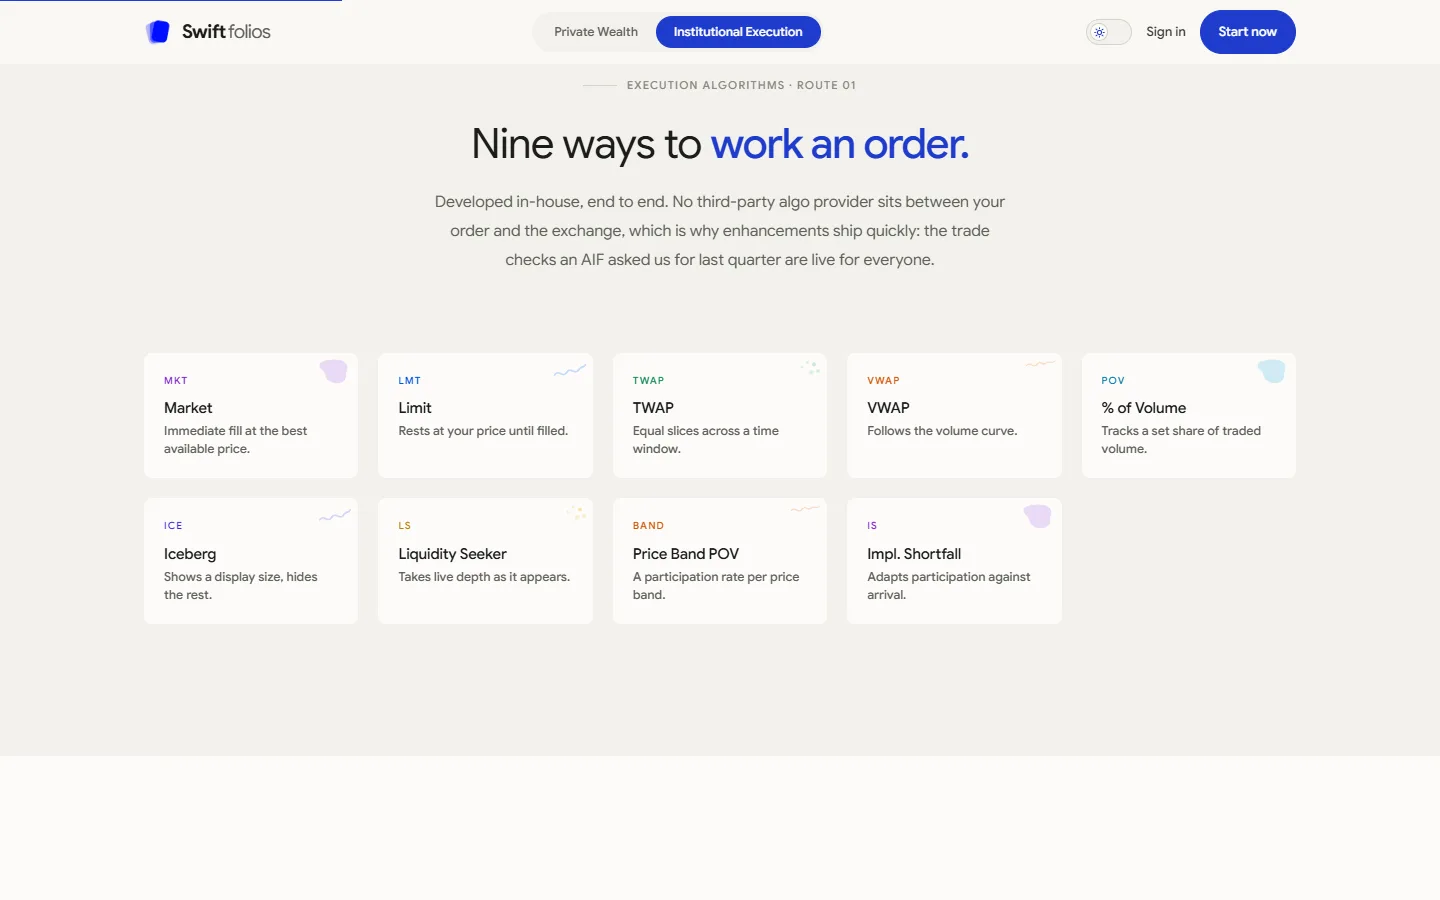 Swiftfolios
Private Wealth
Institutional Execution
Sign in
Start now
EXECUTION ALGORITHMS · ROUTE 01
Nine ways to work an order.
Developed in-house, end to end. No third-party algo provider sits between your
order and the exchange, which is why enhancements ship quickly: the trade
checks an AIF asked us for last quarter are live for everyone.
MKT
Market
Immediate fill at the best
available price.
LMT
Limit
Rests at your price until filled.
TWAP
TWAP
Equal slices across a time
window.
VWAP
VWAP
Follows the volume curve.
POV
% of Volume
Tracks a set share of traded
volume.
ICE
Iceberg
Shows a display size, hides
the rest.
LS
Liquidity Seeker
Takes live depth as it appears.
BAND
Price Band POV
A participation rate per price
band.
IS
Impl. Shortfall
Adapts participation against
arrival.